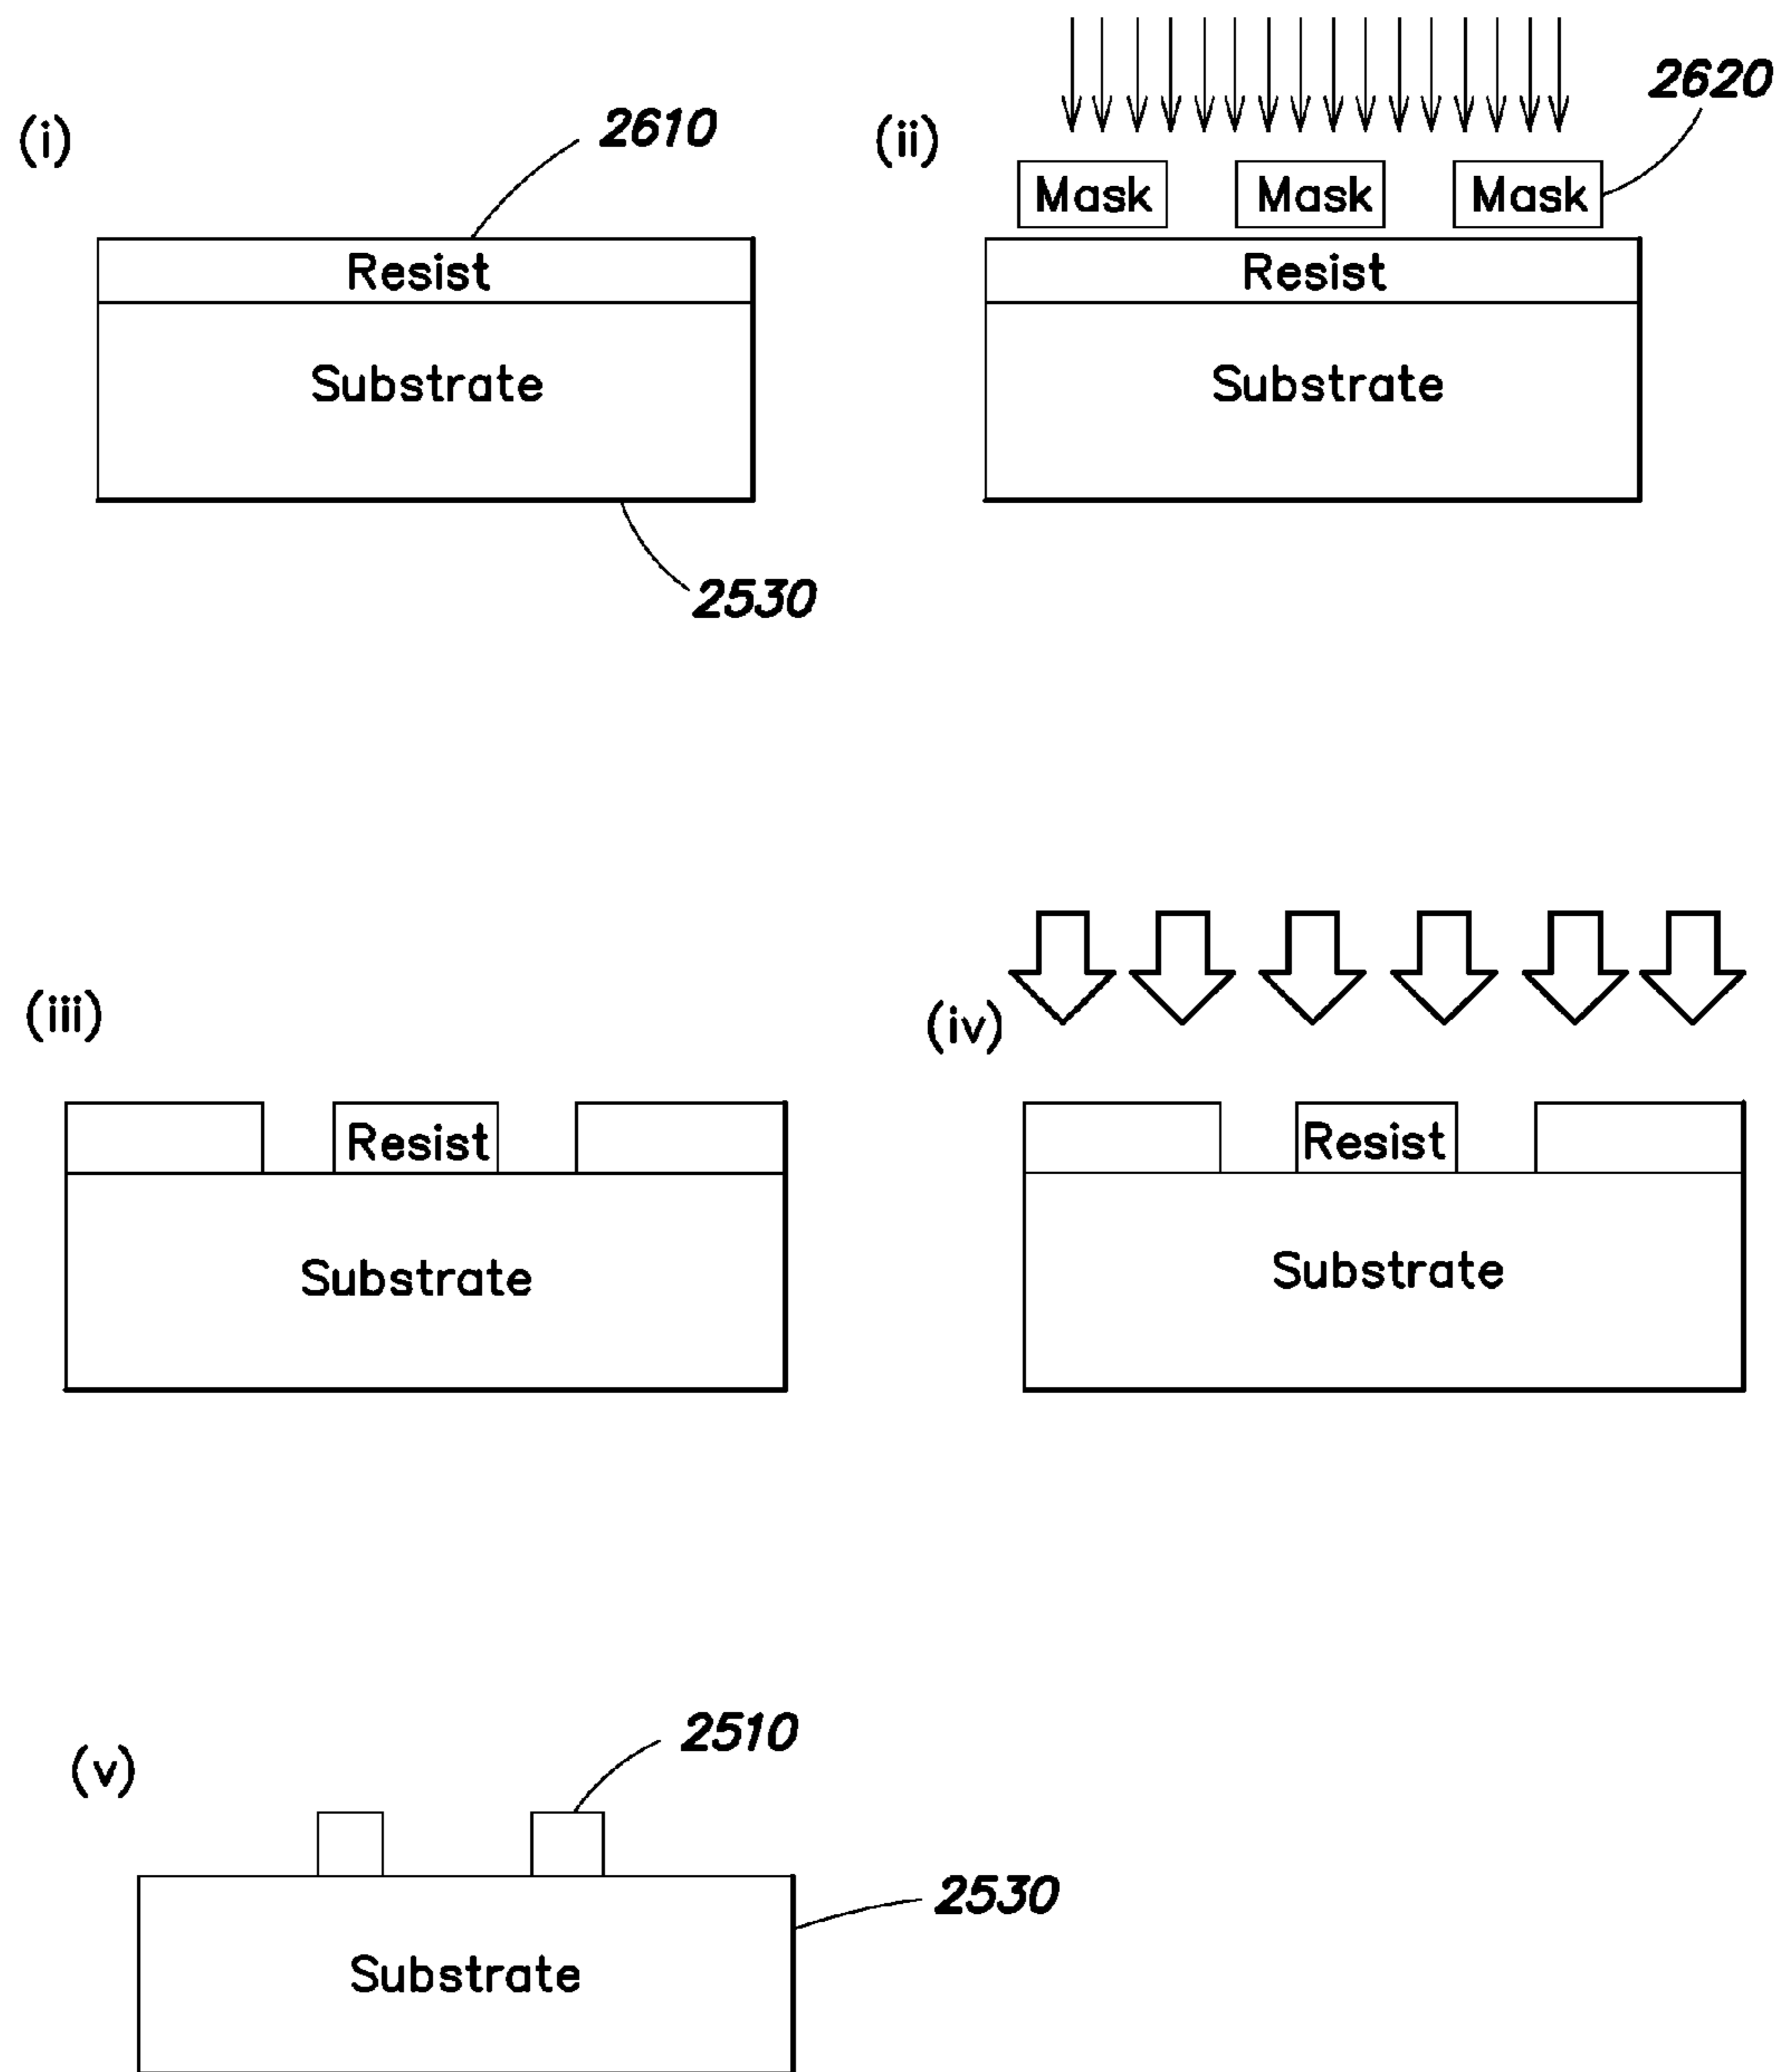 (i)
2610
Resist
Substrate
2530
(ii)
2620
Mask Mask Mask
Resist
Substrate
(iii)
Resist
Substrate
(iv)
Resist
Substrate
(v)
2510
2530
Substrate